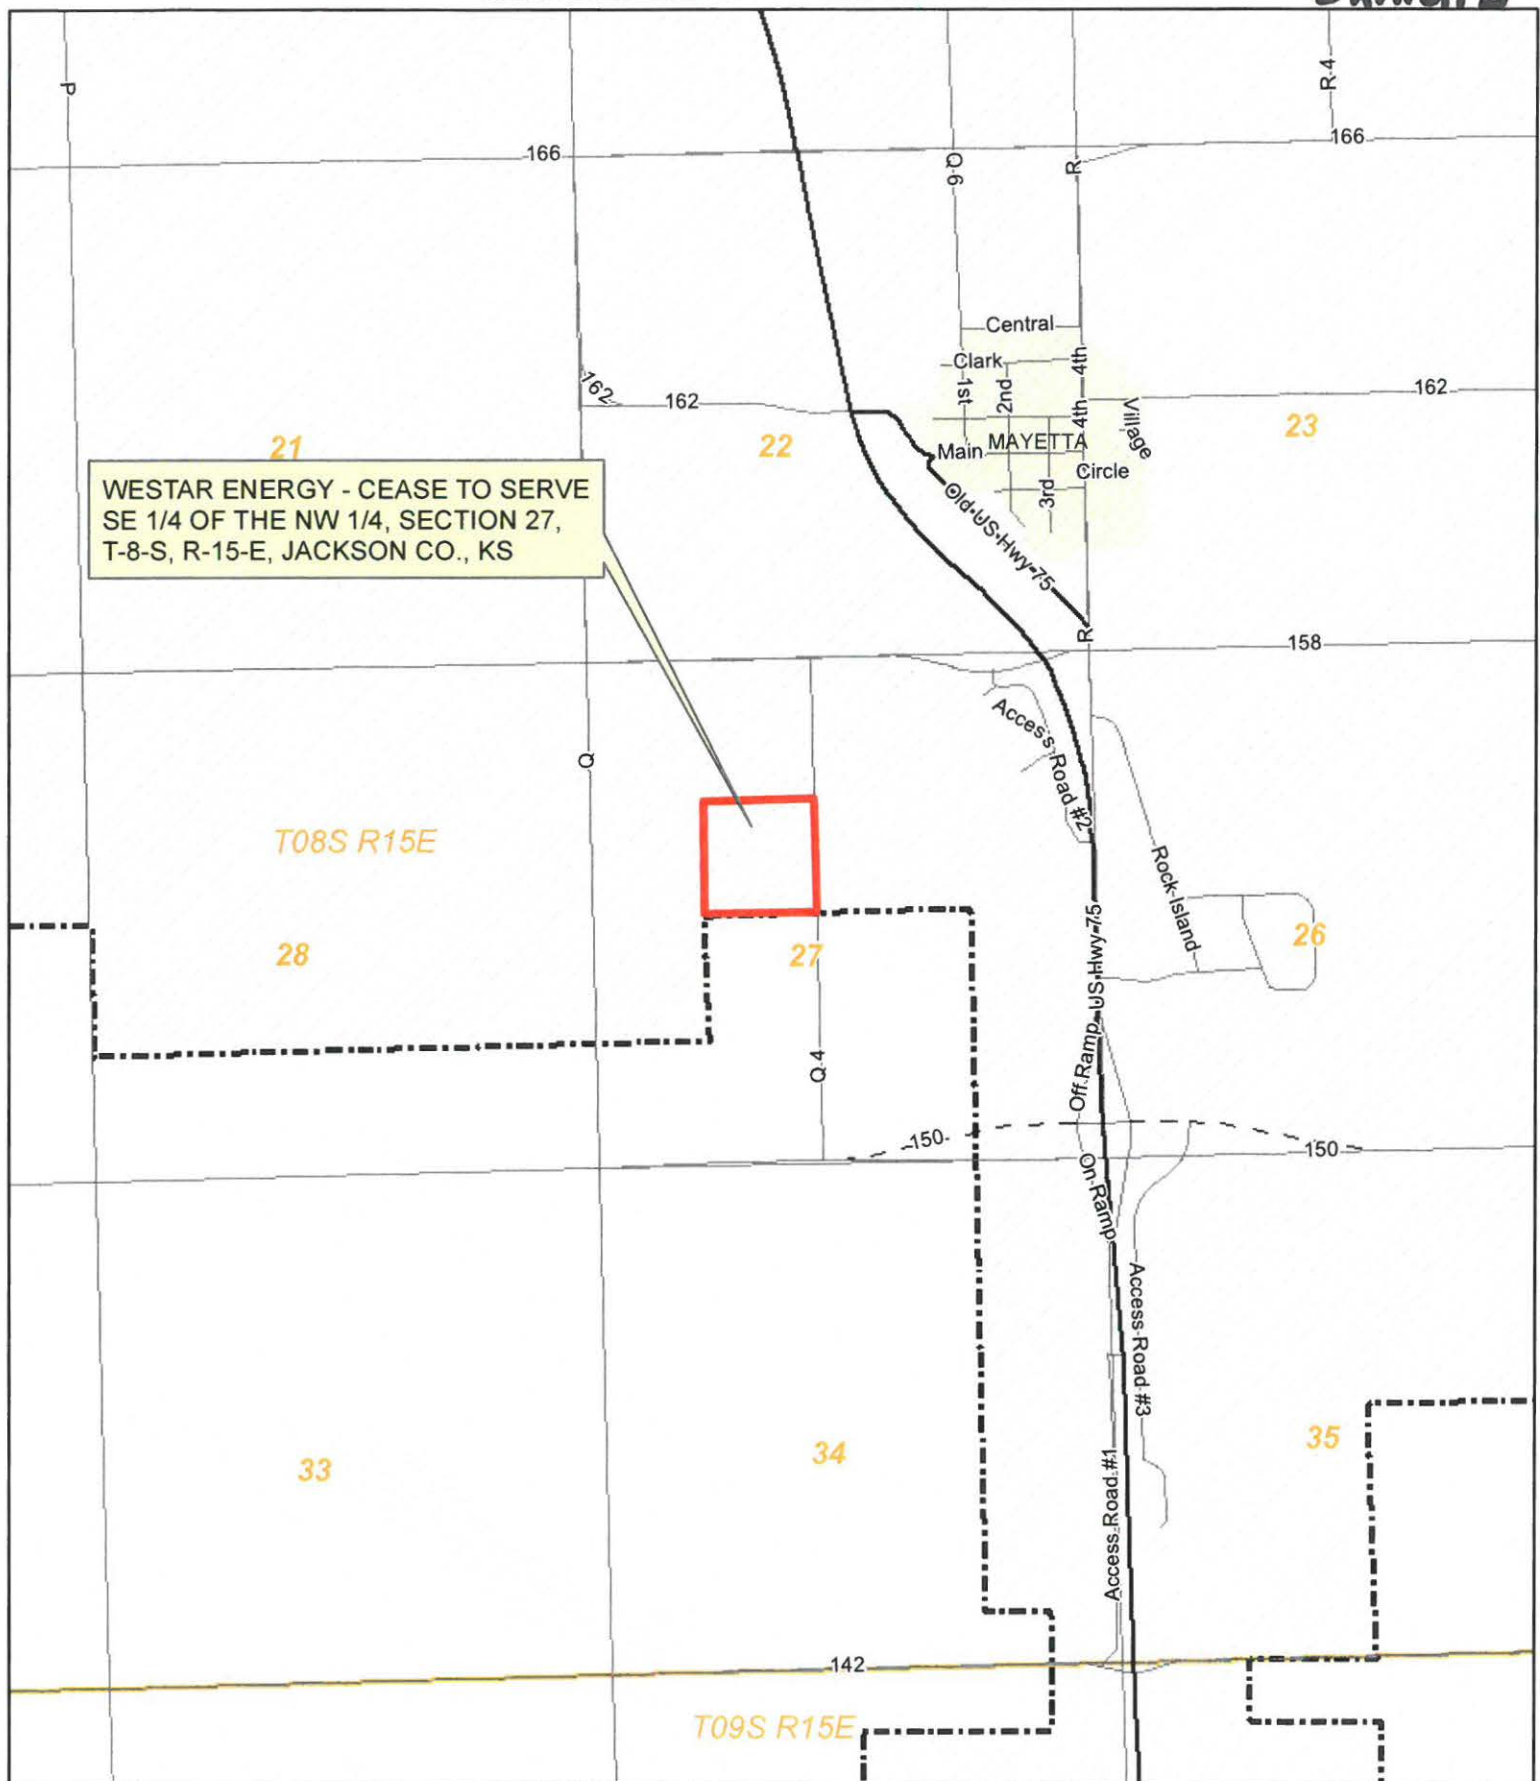 P
R-4
166
166
Q-6
R
Central
Clark
4th
1st
2nd
162
162
162
4th
Village
21
22
23
Main
MAYETTA
Circle
3rd
WESTAR ENERGY - CEASE TO SERVE
SE 1/4 OF THE NW 1/4, SECTION 27,
T-8-S, R-15-E, JACKSON CO., KS
Old US Hwy 75
R
158
Access Road #2
Q
T08S R15E
Rock Island
US Hwy 75
28
27
26
Q-4
Off Ramp
150
150
On Ramp
Access Road #3
33
34
35
Access Road #1
142
T09S R15E